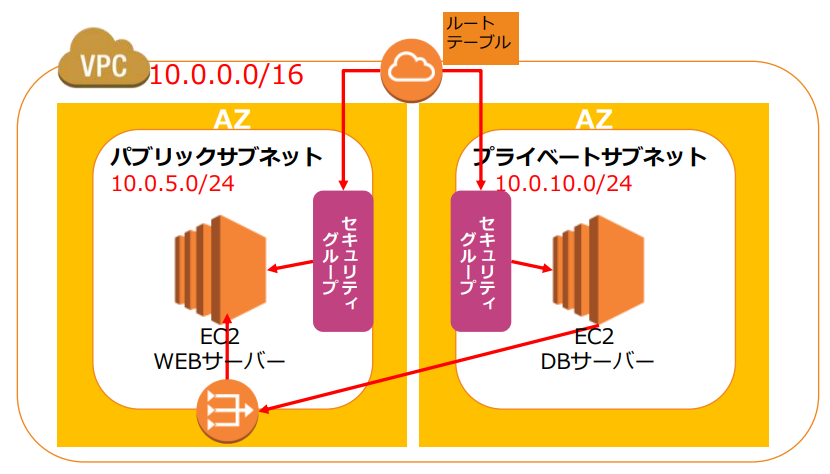 ルート
テーブル
VPC
10.0.0.0/16
AZ
パブリックサブネット
10.0.5.0/24
セキュリティ
グループ
EC2
WEBサーバー
AZ
プライベートサブネット
10.0.10.0/24
セキュリティ
グループ
EC2
DBサーバー